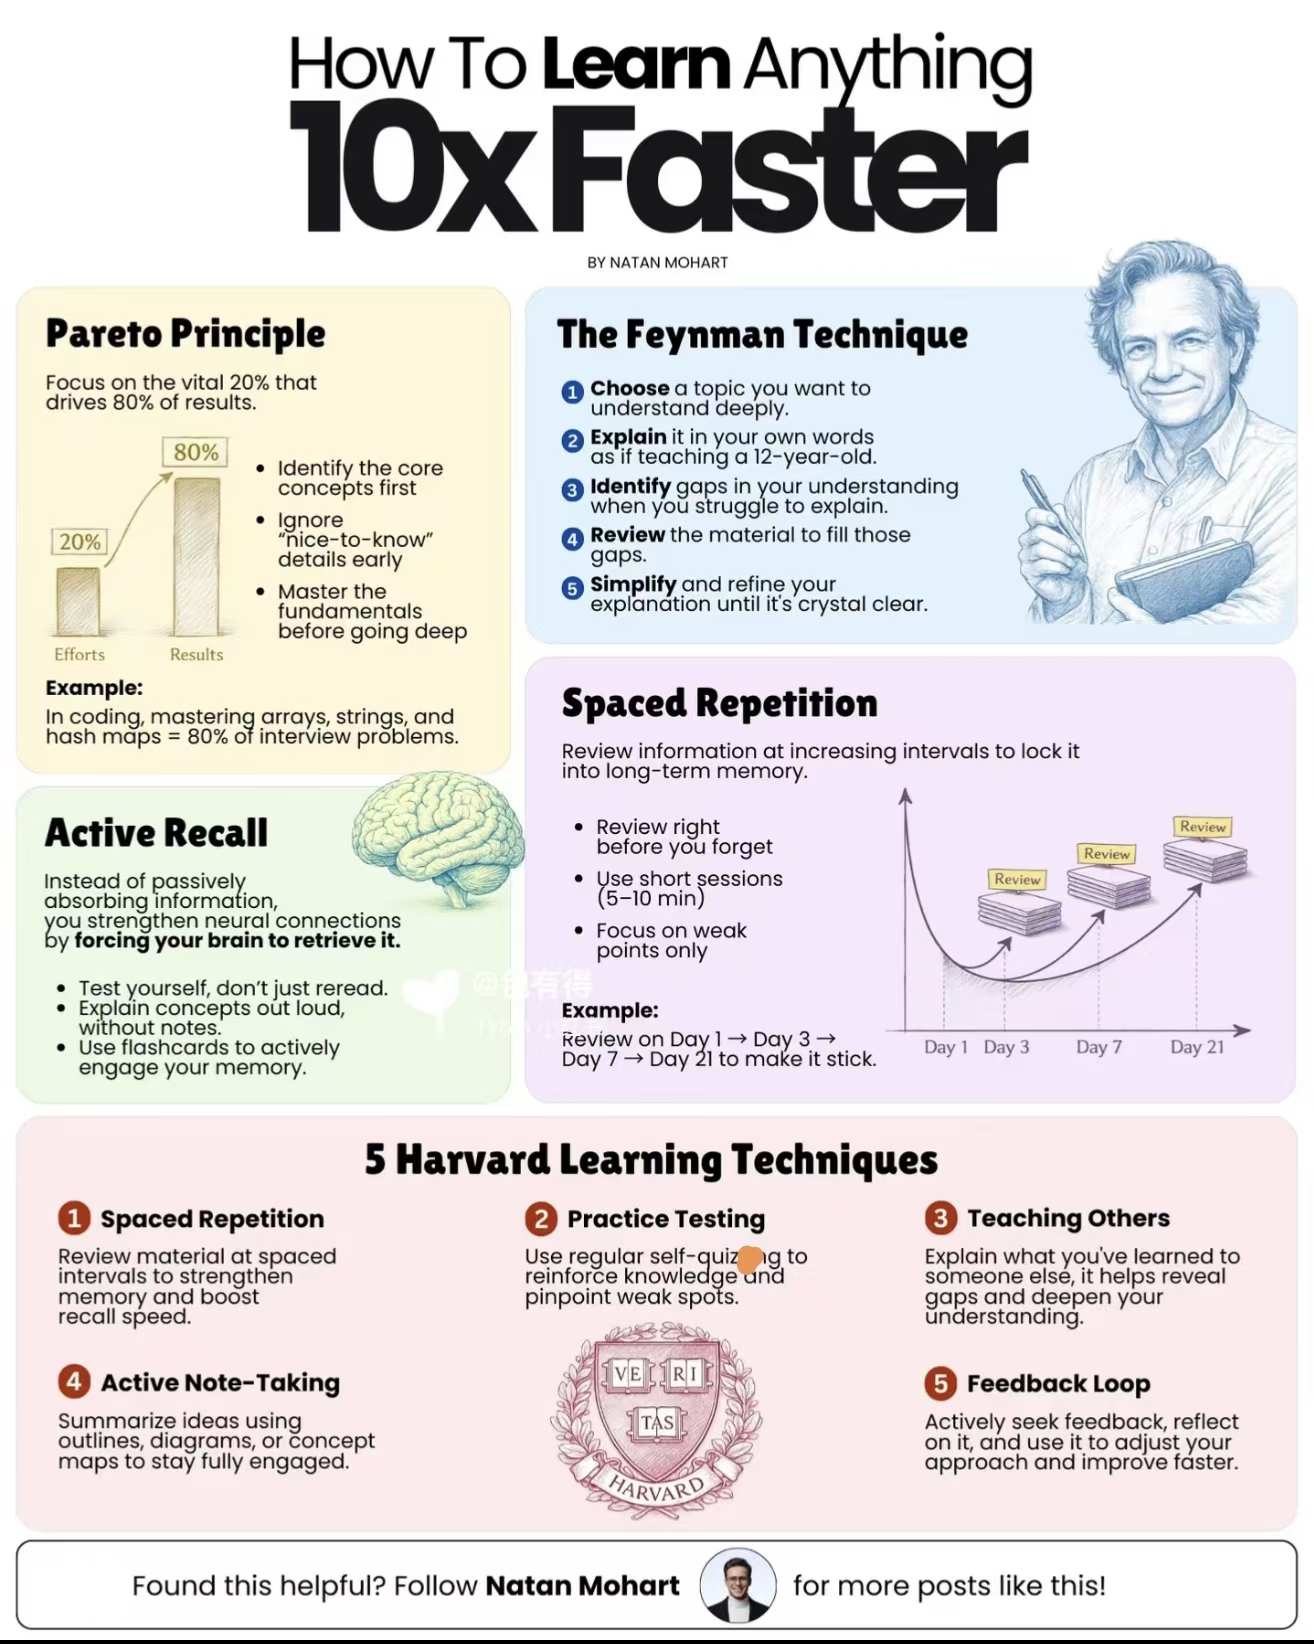 How To Learn Anything
10x Faster
BY NATAN MOHART
Pareto Principle
Focus on the vital 20% that
drives 80% of results.
80%
20%
Efforts
Results
• Identify the core
concepts first
• Ignore
“nice-to-know”
details early
• Master the
fundamentals
before going deep
Example:
In coding, mastering arrays, strings, and
hash maps = 80% of interview problems.
The Feynman Technique
1 Choose a topic you want to
understand deeply.
2 Explain it in your own words
as if teaching a 12-year-old.
3 Identify gaps in your understanding
when you struggle to explain.
4 Review the material to fill those
gaps.
5 Simplify and refine your
explanation until it's crystal clear.
Active Recall
Instead of passively
absorbing information,
you strengthen neural connections
by forcing your brain to retrieve it.
• Test yourself, don’t just reread.
• Explain concepts out loud,
without notes.
• Use flashcards to actively
engage your memory.
Spaced Repetition
Review information at increasing intervals to lock it
into long-term memory.
• Review right
before you forget
• Use short sessions
(5–10 min)
• Focus on weak
points only
Example:
Review on Day 1 → Day 3 →
Day 7 → Day 21 to make it stick.
Review
Review
Review
Day 1
Day 3
Day 7
Day 21
有得
5 Harvard Learning Techniques
1 Spaced Repetition
Review material at spaced
intervals to strengthen
memory and boost
recall speed.
2 Practice Testing
Use regular to
reinforce knowledge and
pinpoint weak spots.
3 Teaching Others
Explain what you've learned to
someone else, it helps reveal
gaps and deepen your
understanding.
4 Active Note-Taking
Summarize ideas using
outlines, diagrams, or concept
maps to stay fully engaged.
VE RI
TAS
HARVARD
5 Feedback Loop
Actively seek feedback, reflect
on it, and use it to adjust your
approach and improve faster.
Found this helpful? Follow Natan Mohart for more posts like this!